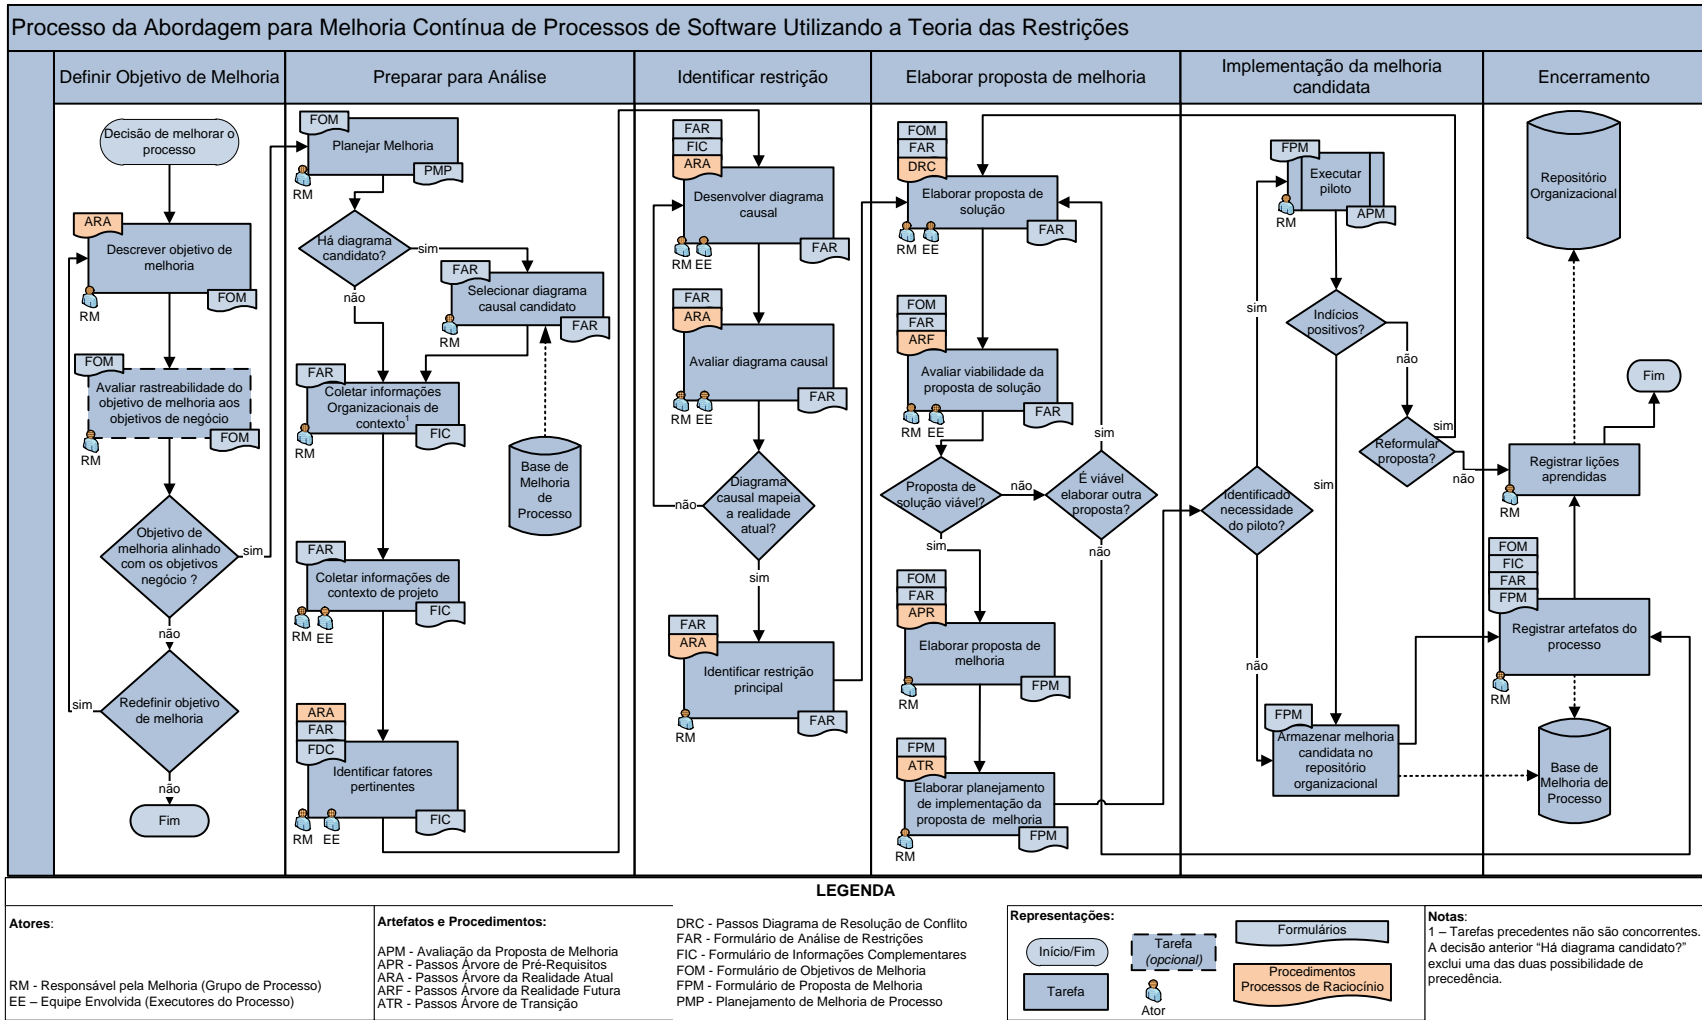 Processo da Abordagem para Melhoria Contínua de Processos de Software Utilizando a Teoria das Restrições
Definir Objetivo de Melhoria
Preparar para Análise
Identificar restrição
Elaborar proposta de melhoria
Implementação da melhoria
candidata
Encerramento
Decisão de melhorar o
processo
ARA
Descrever objetivo de
melhoria
FOM
RM
FOM
Avaliar rastreabilidade do
objetivo de melhoria aos
objetivos de negócio
FOM
RM
Objetivo de
melhoria alinhado
com os objetivos
negócio ?
sim
não
Redefinir objetivo
de melhoria
sim
não
Fim
FOM
Planejar Melhoria
PMP
RM
Há diagrama
candidato?
sim
não
FAR
Selecionar diagrama
causal candidato
FAR
RM
FAR
Coletar informações
Organizacionais de
contexto1
FIC
RM
Base de
Melhoria
de
Processo
FAR
Coletar informações de
contexto de projeto
FIC
RM
EE
ARA
FAR
FDC
Identificar fatores
pertinentes
FIC
RM
EE
FAR
FIC
ARA
Desenvolver diagrama
causal
FAR
RM
EE
FAR
ARA
Avaliar diagrama causal
FAR
RM
EE
Diagrama
causal mapeia
a realidade
atual?
não
sim
FAR
ARA
Identificar restrição
principal
FAR
RM
FOM
FAR
DRC
Elaborar proposta de
solução
FAR
RM
EE
FOM
FAR
ARF
Avaliar viabilidade da
proposta de solução
FAR
RM
EE
Proposta de
solução viável?
não
sim
É viável
elaborar outra
proposta?
sim
não
FOM
FAR
APR
Elaborar proposta de
melhoria
FPM
RM
FPM
ATR
Elaborar planejamento
de implementação da
proposta de melhoria
FPM
RM
FPM
Executar
piloto
APM
RM
Indícios
positivos?
não
sim
Reformular
proposta?
sim
não
Identificado
necessidade
do piloto?
sim
não
FPM
Armazenar melhoria
candidata no
repositório
organizacional
Repositório
Organizacional
Fim
Registrar lições
aprendidas
RM
FOM
FIC
FAR
FPM
Registrar artefatos do
processo
RM
Base de
Melhoria de
Processo
LEGENDA
Atores:
RM - Responsável pela Melhoria (Grupo de Processo)
EE – Equipe Envolvida (Executores do Processo)
Artefatos e Procedimentos:
APM - Avaliação da Proposta de Melhoria
APR - Passos Árvore de Pré-Requisitos
ARA - Passos Árvore da Realidade Atual
ARF - Passos Árvore da Realidade Futura
ATR - Passos Árvore de Transição
DRC - Passos Diagrama de Resolução de Conflito
FAR - Formulário de Análise de Restrições
FIC - Formulário de Informações Complementares
FOM - Formulário de Objetivos de Melhoria
FPM - Formulário de Proposta de Melhoria
PMP - Planejamento de Melhoria de Processo
Representações:
Início/Fim
Tarefa
(opcional)
Formulários
Tarefa
Ator
Procedimentos
Processos de Raciocínio
Notas:
1 – Tarefas precedentes não são concorrentes.
A decisão anterior “Há diagrama candidato?”
exclui uma das duas possibilidade de
precedência.